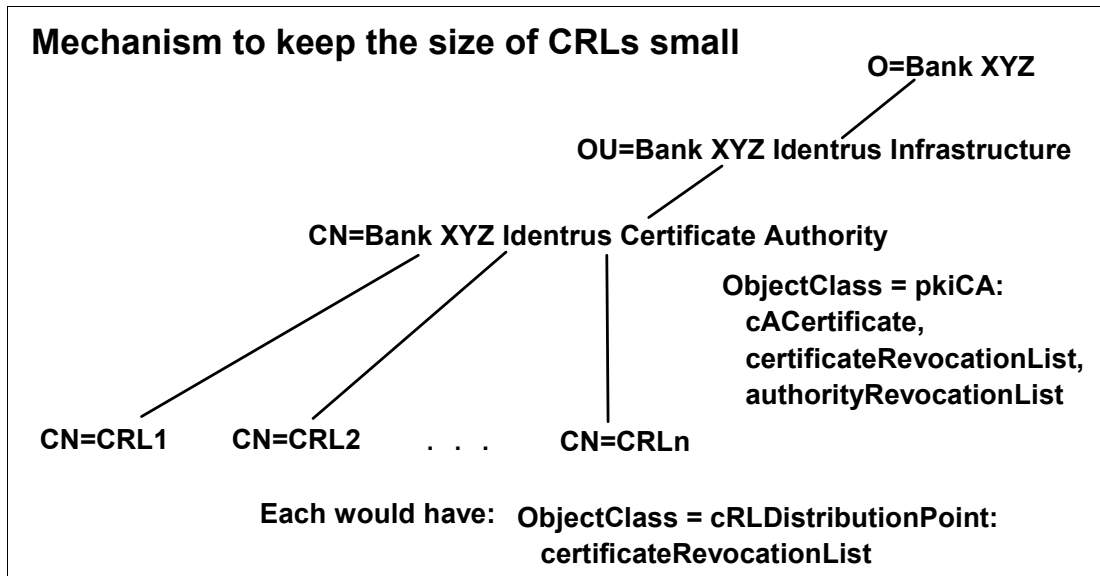 Mechanism to keep the size of CRLs small
O=Bank XYZ
OU=Bank XYZ Identrus Infrastructure
CN=Bank XYZ Identrus Certificate Authority
ObjectClass = pkiCA:
cACertificate,
certificateRevocationList,
authorityRevocationList
CN=CRL1 CN=CRL2 . . . CN=CRLn
Each would have: ObjectClass = cRLDistributionPoint:
certificateRevocationList